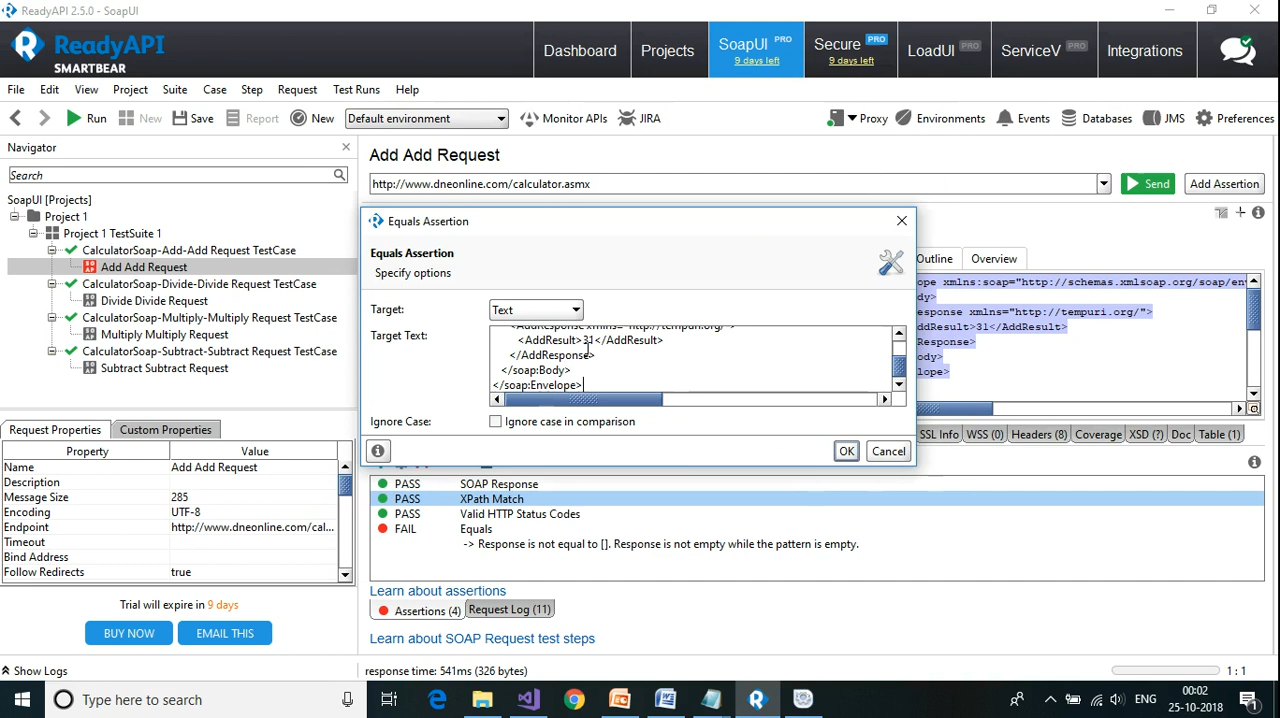 ReadyAPI 2.5.0 - SoapUI
ReadyAPI
SMARTBEAR
Dashboard
Projects
SoapUI PRO
9 days left
Secure PRO
9 days left
LoadUI PRO
ServiceV PRO
Integrations
File Edit View Project Suite Case Step Request Test Runs Help
Run New Save Report New Default environment Monitor APIs JIRA Proxy Environments Events Databases JMS Preferences
Navigator
Search
SoapUI [Projects]
Project 1
Project 1 TestSuite 1
CalculatorSoap-Add-Add Request TestCase
Add Add Request
CalculatorSoap-Divide-Divide Request TestCase
Divide Divide Request
CalculatorSoap-Multiply-Multiply Request TestCase
Multiply Multiply Request
CalculatorSoap-Subtract-Subtract Request TestCase
Subtract Subtract Request
Request Properties Custom Properties
Property Value
Name Add Add Request
Description
Message Size 285
Encoding UTF-8
Endpoint http://www.dneonline.com/cal...
Timeout
Bind Address
Follow Redirects true
Trial will expire in 9 days
BUY NOW EMAIL THIS
Show Logs
Add Add Request
http://www.dneonline.com/calculator.asmx
Send Add Assertion
Outline Overview
ope xmlns:soap="http://schemas.xmlsoap.org/soap/env
ody>
esponse xmlns="http://tempuri.org/">
ddResult>31</AddResult>
Response>
ody>
elope>
SSL Info WSS (0) Headers (8) Coverage XSD (?) Doc Table (1)
Equals Assertion
Equals Assertion
Specify options
Target: Text
Target Text:
<AddResponse xmlns="http://tempuri.org/">
<AddResult>31</AddResult>
</AddResponse>
</soap:Body>
</soap:Envelope>
Ignore Case: Ignore case in comparison
OK Cancel
PASS SOAP Response
PASS XPath Match
PASS Valid HTTP Status Codes
FAIL Equals
-> Response is not equal to []. Response is not empty while the pattern is empty.
Learn about assertions
Assertions (4) Request Log (11)
Learn about SOAP Request test steps
response time: 541ms (326 bytes)
1 : 1
Type here to search
ENG
00:02
25-10-2018
1